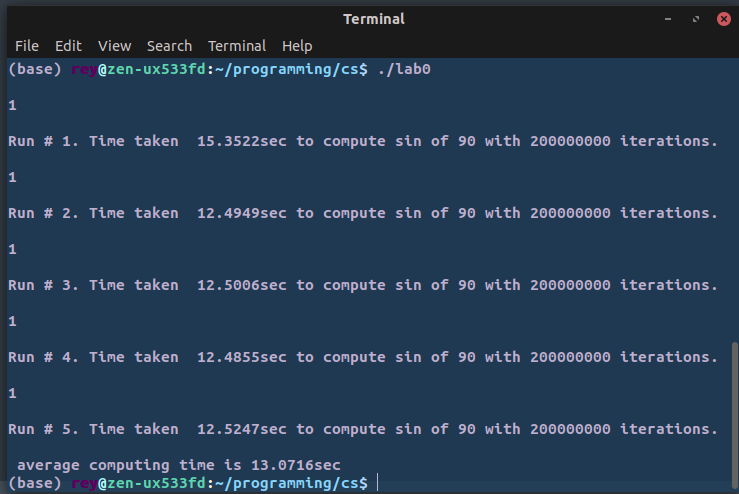 Terminal
File Edit View Search Terminal Help
(base) rey@zen-ux533fd:~/programming/cs$ ./lab0
1
Run # 1. Time taken  15.3522sec to compute sin of 90 with 200000000 iterations.
1
Run # 2. Time taken  12.4949sec to compute sin of 90 with 200000000 iterations.
1
Run # 3. Time taken  12.5006sec to compute sin of 90 with 200000000 iterations.
1
Run # 4. Time taken  12.4855sec to compute sin of 90 with 200000000 iterations.
1
Run # 5. Time taken  12.5247sec to compute sin of 90 with 200000000 iterations.
 average computing time is 13.0716sec
(base) rey@zen-ux533fd:~/programming/cs$